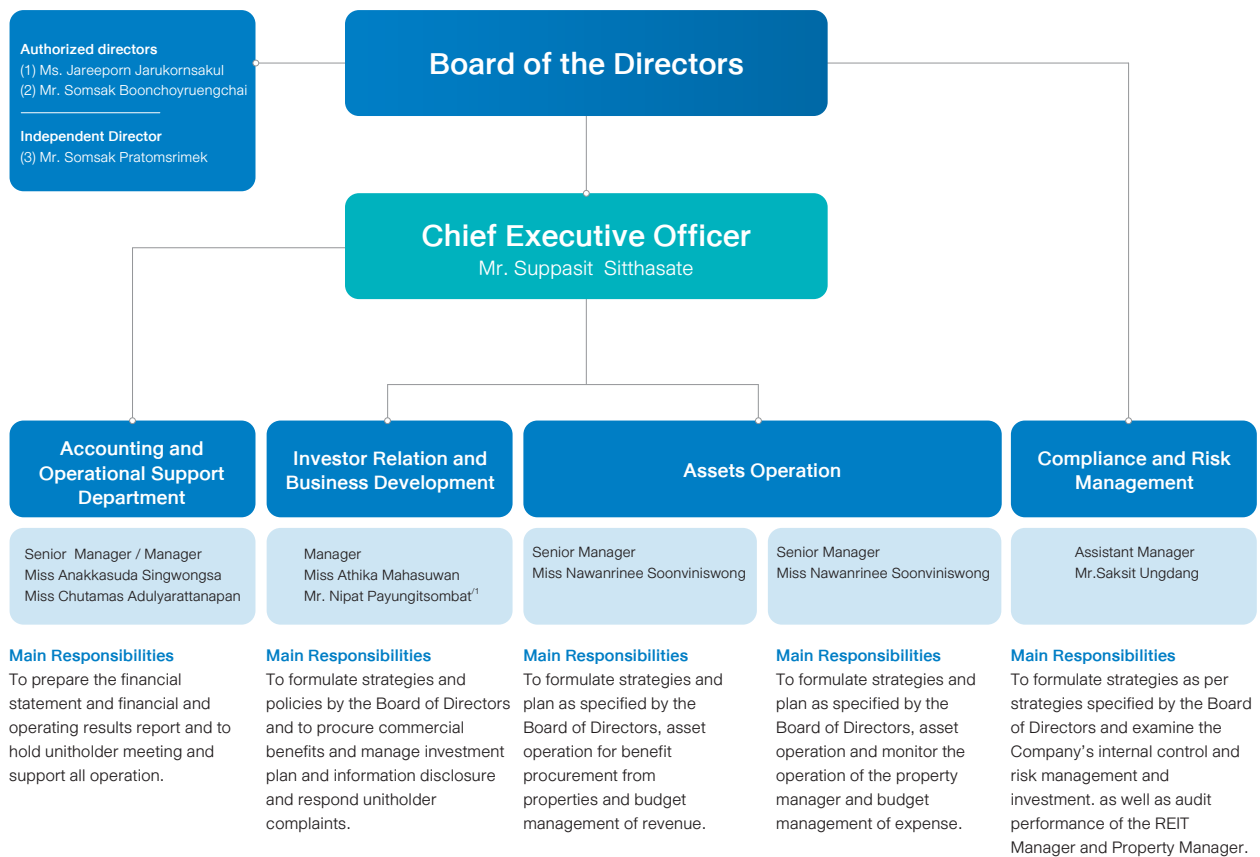 Authorized directors
(1) Ms. Jareeporn Jarukornsakul
(2) Mr. Somsak Boonchoyruengchai
Independent Director
(3) Mr. Somsak Pratomsrimek
Board of the Directors
Chief Executive Officer
Mr. Suppasit Sitthasate
Accounting and
Operational Support
Department
Senior Manager / Manager
Miss Anakkasuda Singwongsa
Miss Chutamas Adulyarattanapan
Main Responsibilities
To prepare the financial
statement and financial and
operating results report and to
hold unitholder meeting and
support all operation.
Investor Relation and
Business Development
Manager
Miss Athika Mahasuwan
Mr. Nipat Payungitsombat/1
Main Responsibilities
To formulate strategies and
policies by the Board of Directors
and to procure commercial
benefits and manage investment
plan and information disclosure
and respond unitholder
complaints.
Assets Operation
Senior Manager
Miss Nawanrinee Soonviniswong
Main Responsibilities
To formulate strategies and
plan as specified by the
Board of Directors, asset
operation for benefit
procurement from
properties and budget
management of revenue.
Senior Manager
Miss Nawanrinee Soonviniswong
Main Responsibilities
To formulate strategies and
plan as specified by the
Board of Directors, asset
operation and monitor the
operation of the property
manager and budget
management of expense.
Compliance and Risk
Management
Assistant Manager
Mr.Saksit Ungdang
Main Responsibilities
To formulate strategies as per
strategies specified by the Board
of Directors and examine the
Company's internal control and
risk management and
investment. as well as audit
performance of the REIT
Manager and Property Manager.